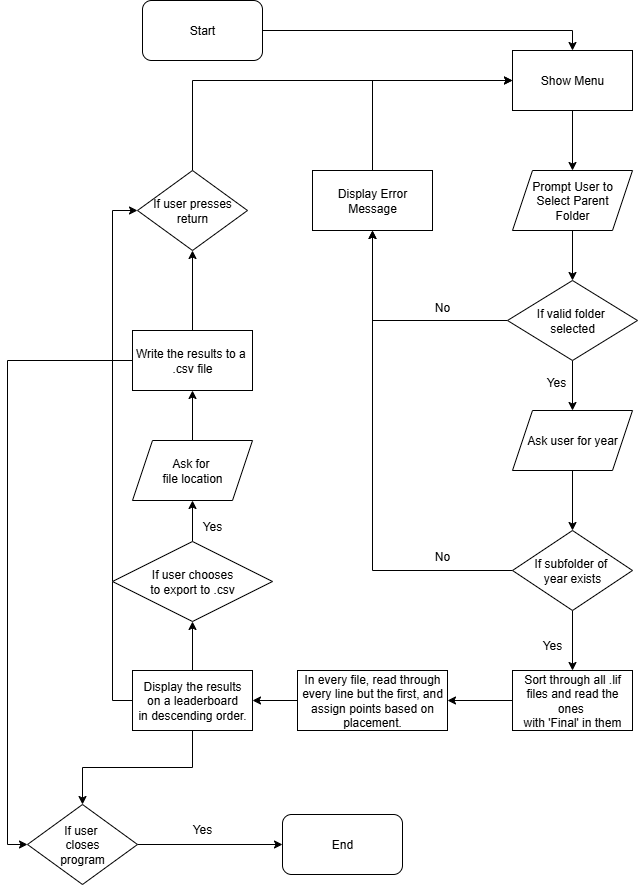 Start
Show Menu
Prompt User to
Select Parent
Folder
If user presses
return
Display Error
Message
No
If valid folder
selected
Yes
Write the results to a
.csv file
Ask user for year
Ask for
file location
Yes
No
If subfolder of
year exists
If user chooses
to export to .csv
Yes
Display the results
on a leaderboard
in descending order.
In every file, read through
every line but the first, and
assign points based on
placement.
Sort through all .lif
files and read the
ones
with 'Final' in them
If user
closes
program
Yes
End